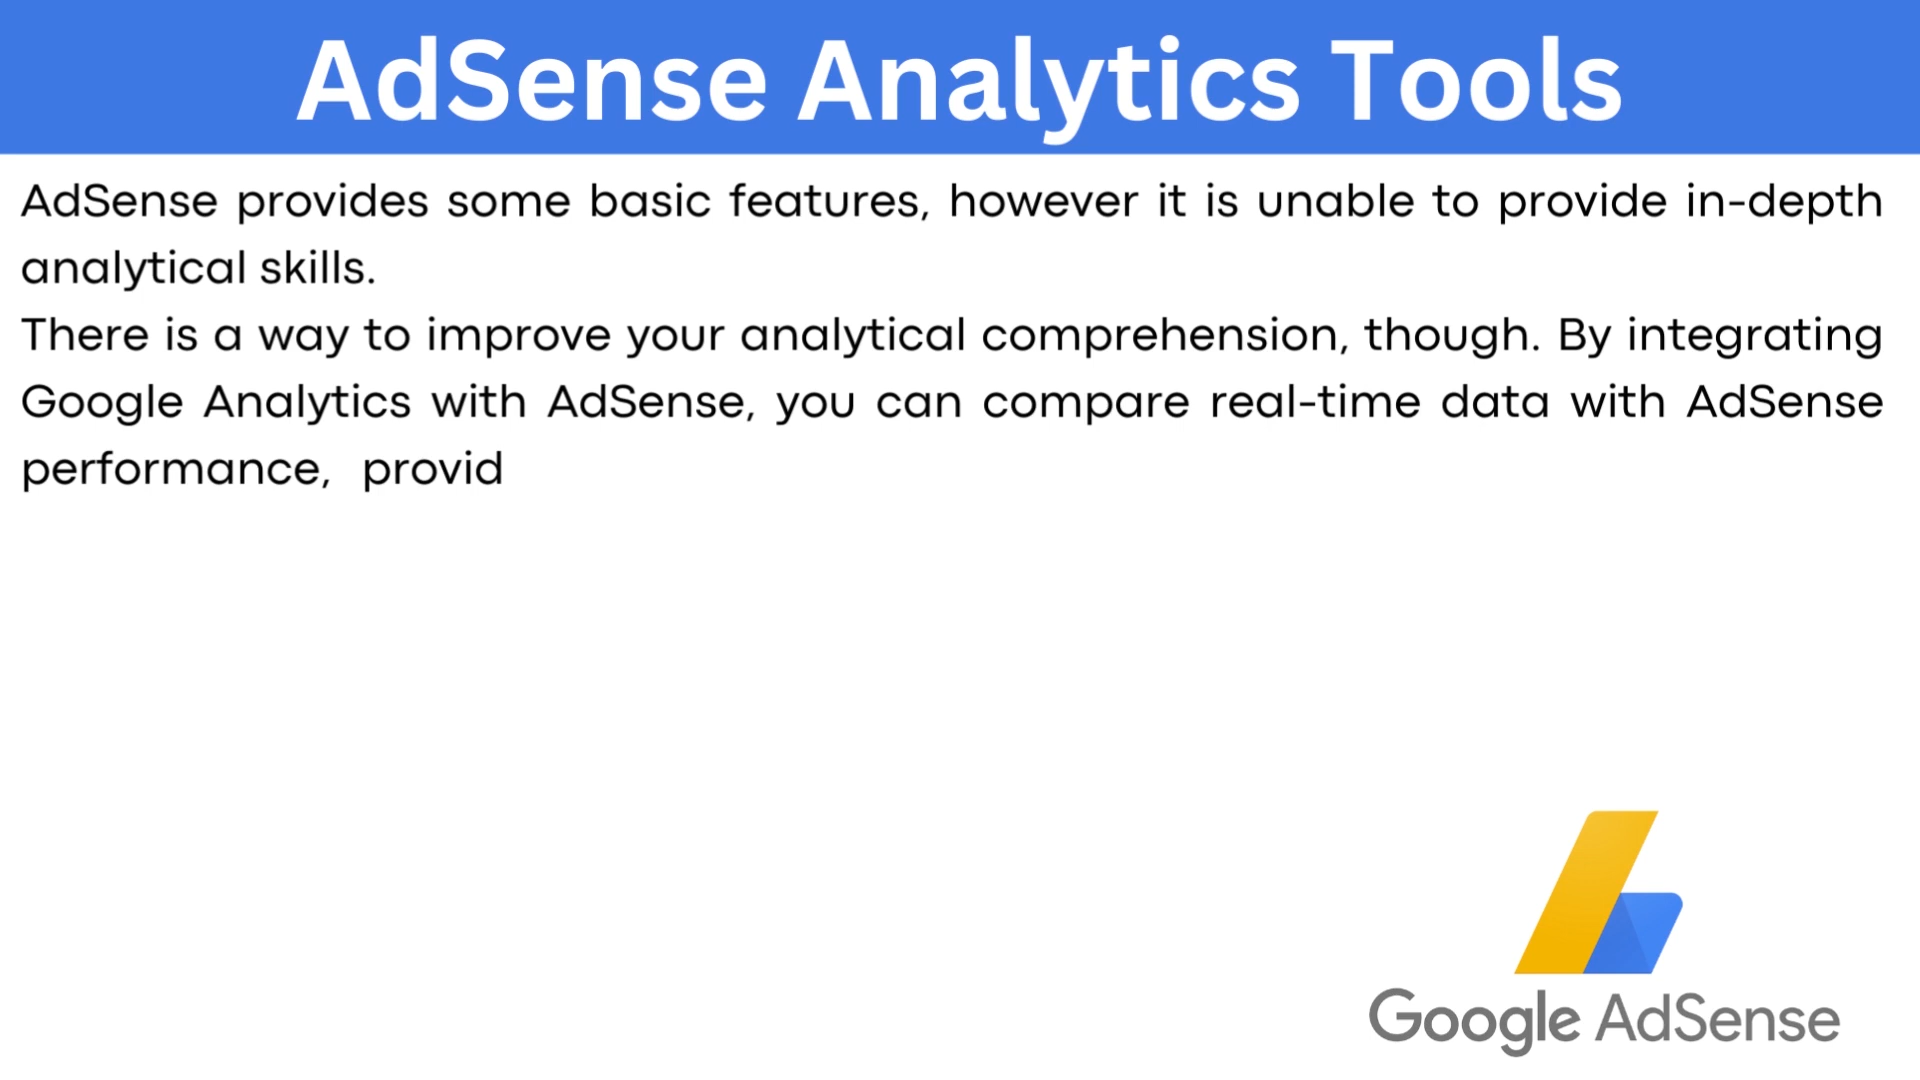 AdSense Analytics Tools
AdSense provides some basic features, however it is unable to provide in-depth
analytical skills.
There is a way to improve your analytical comprehension, though. By integrating
Google Analytics with AdSense, you can compare real-time data with AdSense
performance, provid
Google AdSense